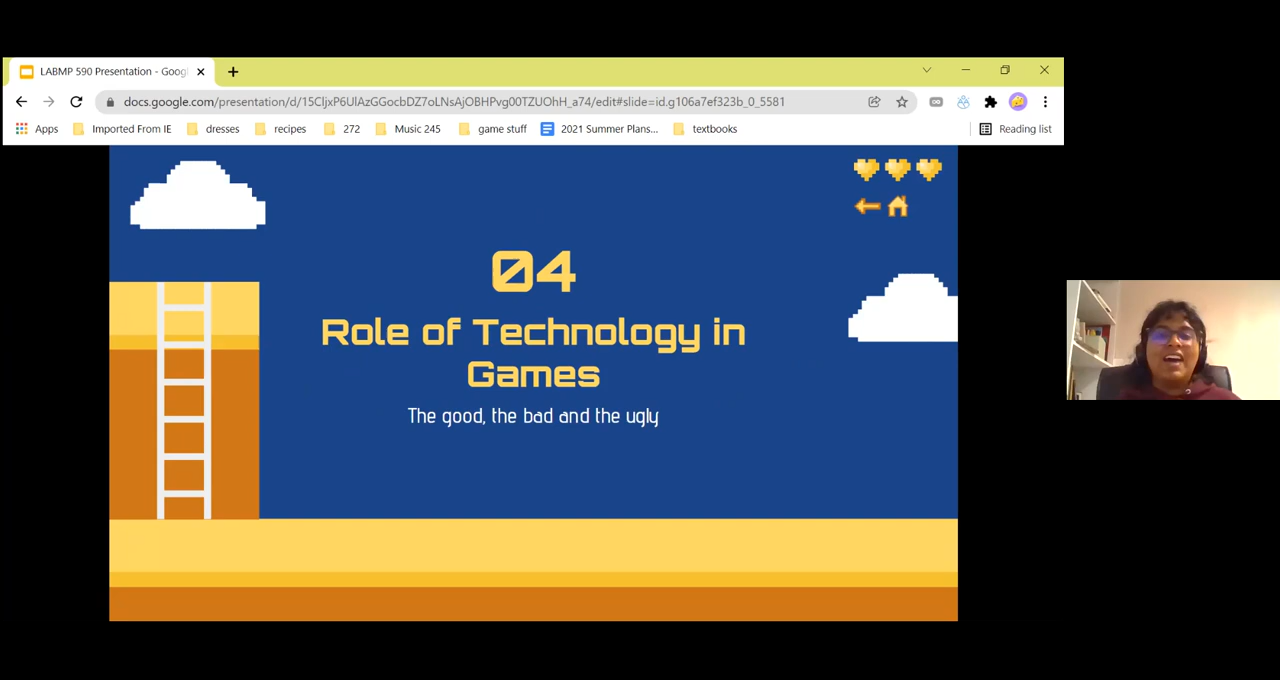 LABMP 590 Presentation - Goog
docs.google.com/presentation/d/15CljxP6UlAzGGocbDZ7oLNsAjOBHPvg00TZUOhH_a74/edit#slide=id.g106a7ef323b_0_5581
Apps Imported From IE dresses recipes 272 Music 245 game stuff 2021 Summer Plans... textbooks Reading list
04
Role of Technology in
Games
The good, the bad and the ugly